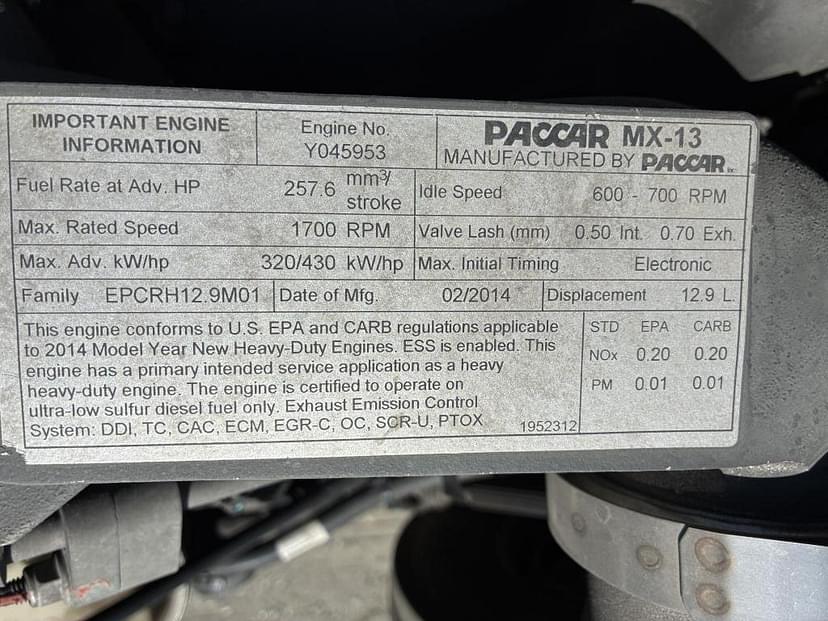 IMPORTANT ENGINE
INFORMATION
Engine No.
Y045953
PACCAR MX-13
MANUFACTURED BY PACCAR
Fuel Rate at Adv. HP 257.6 mm³/
stroke
Idle Speed 600 - 700 RPM
Max. Rated Speed 1700 RPM
Valve Lash (mm) 0.50 Int. 0.70 Exh.
Max. Adv. kW/hp 320/430 kW/hp
Max. Initial Timing Electronic
Family EPCRH12.9M01
Date of Mfg. 02/2014
Displacement 12.9 L.
This engine conforms to U.S. EPA and CARB regulations applicable
to 2014 Model Year New Heavy-Duty Engines. ESS is enabled. This
engine has a primary intended service application as a heavy
heavy-duty engine. The engine is certified to operate on
ultra-low sulfur diesel fuel only. Exhaust Emission Control
System: DDI, TC, CAC, ECM, EGR-C, OC, SCR-U, PTOX
1952312
STD EPA CARB
NOx 0.20 0.20
PM 0.01 0.01